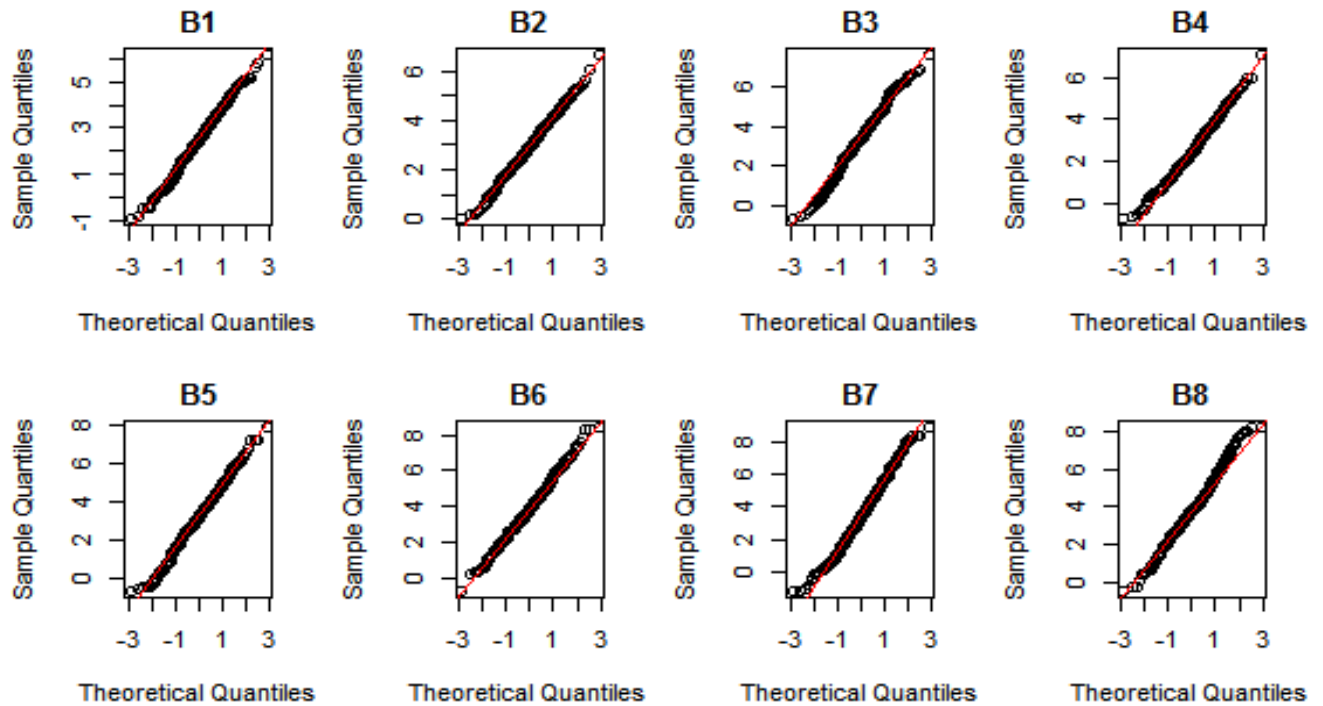 B1 B2 B3 B4
Sample Quantiles Sample Quantiles Sample Quantiles Sample Quantiles
5 3 1 -1
6 4 2 0
6 4 2 0
6 4 2 0
-3 -1 1 3 -3 -1 1 3 -3 -1 1 3 -3 -1 1 3
Theoretical Quantiles Theoretical Quantiles Theoretical Quantiles Theoretical Quantiles
B5 B6 B7 B8
Sample Quantiles Sample Quantiles Sample Quantiles Sample Quantiles
8 6 4 2 0
8 6 4 2 0
8 6 4 2 0
8 6 4 2 0
-3 -1 1 3 -3 -1 1 3 -3 -1 1 3 -3 -1 1 3
Theoretical Quantiles Theoretical Quantiles Theoretical Quantiles Theoretical Quantiles